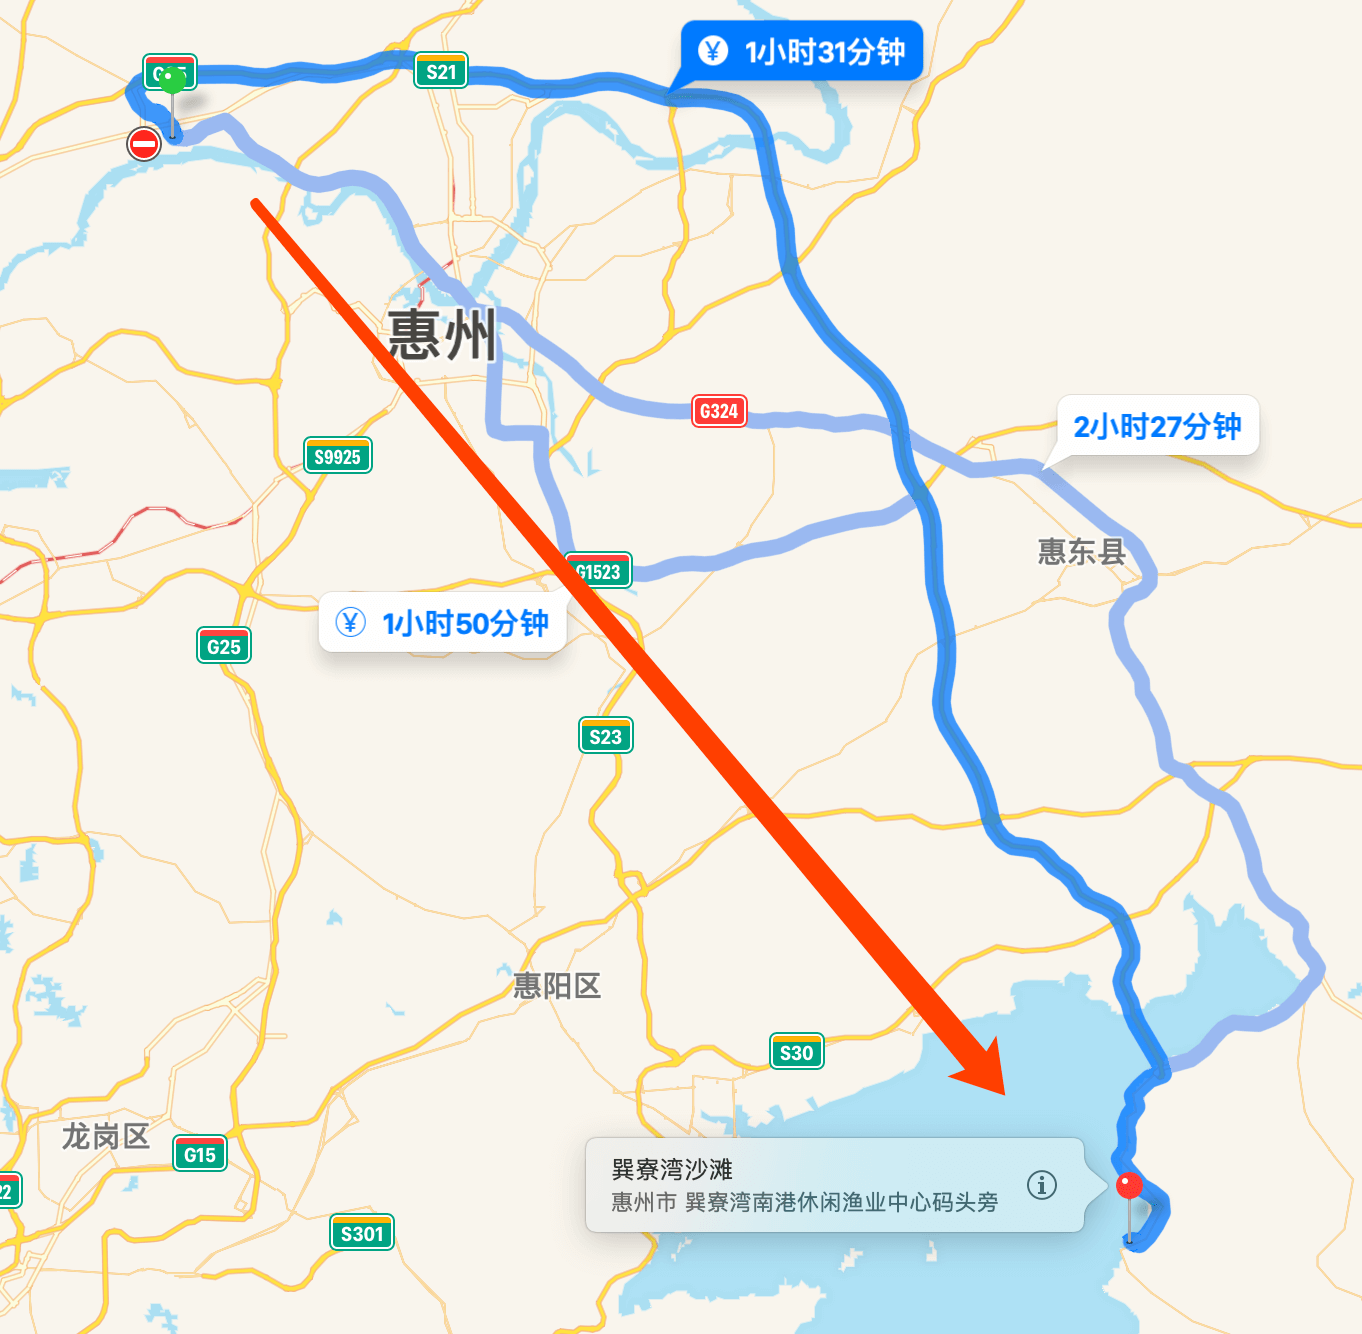 ¥ 1小时31分钟
S21
惠州
G324
2小时27分钟
S9925
惠东县
G1523
¥ 1小时50分钟
G25
S23
惠阳区
S30
龙岗区
G15
巽寮湾沙滩
惠州市 巽寮湾南港休闲渔业中心码头旁
S301